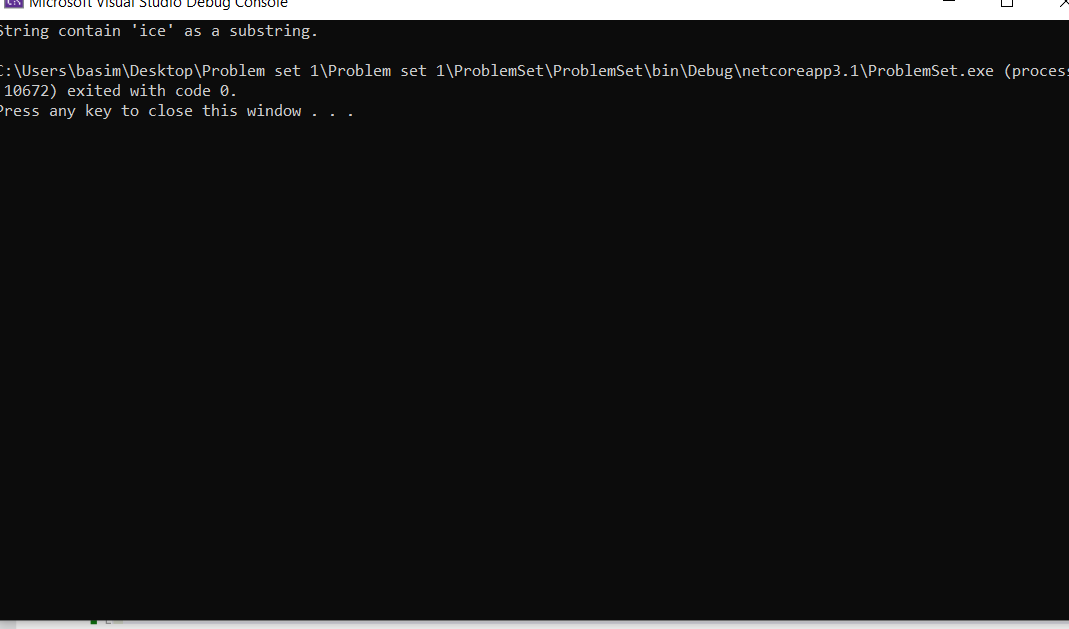 Microsoft Visual Studio Debug Console
String contain 'ice' as a substring.
C:\Users\basim\Desktop\Problem set 1\Problem set 1\ProblemSet\ProblemSet\bin\Debug\netcoreapp3.1\ProblemSet.exe (process
10672) exited with code 0.
Press any key to close this window . . .